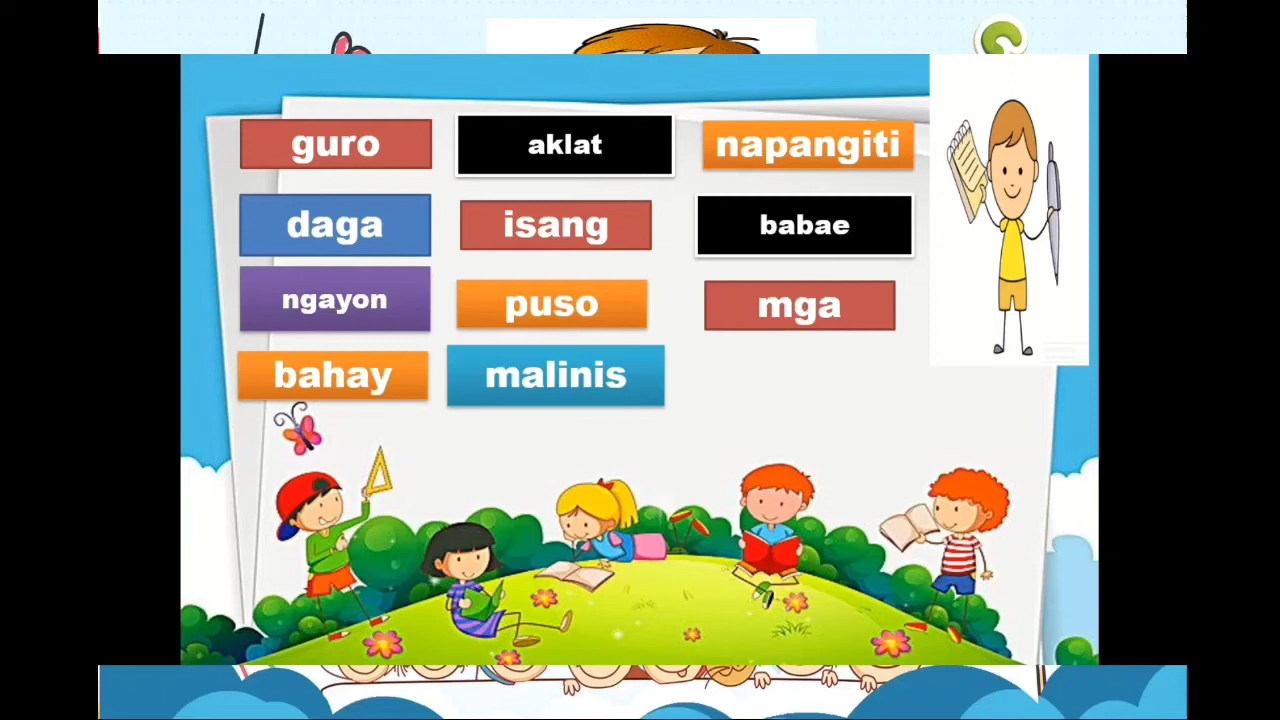 guro
aklat
napangiti
daga
isang
babae
ngayon
puso
mga
bahay
malinis